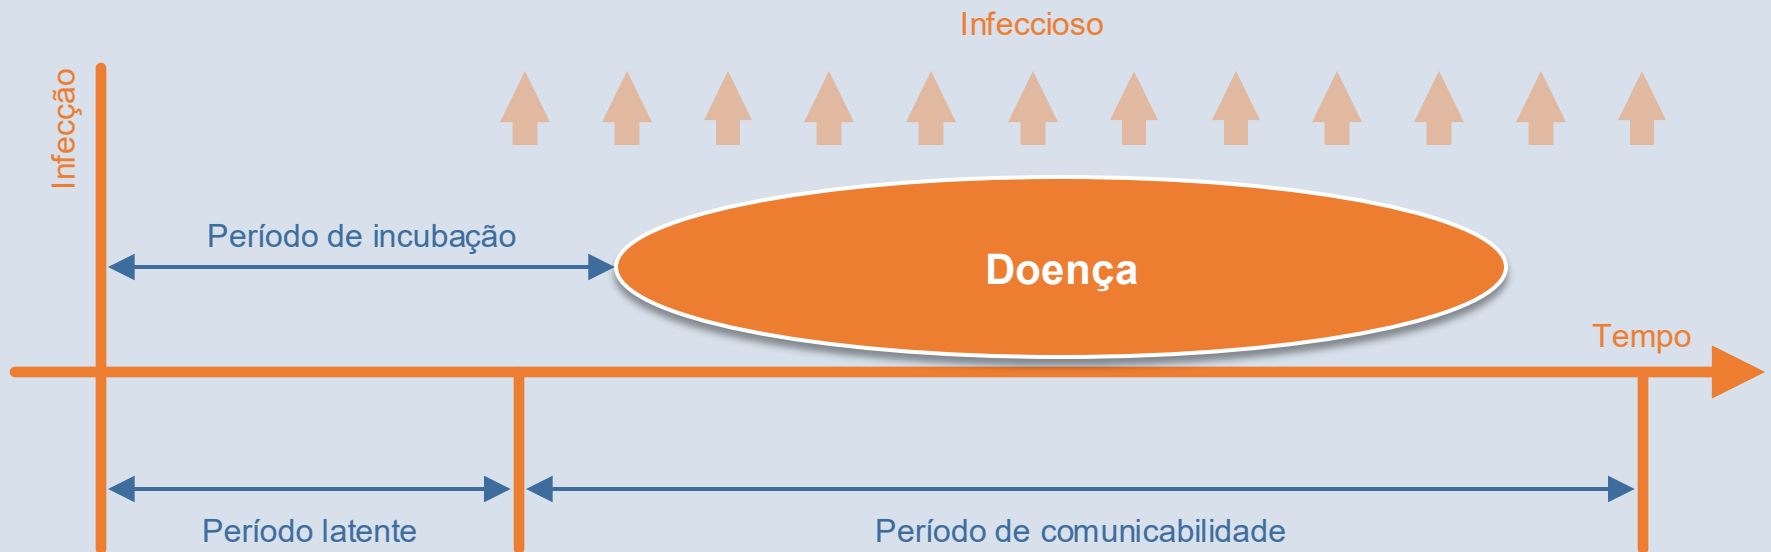 Infeccioso
Infecção
Período de incubação
Doença
Tempo
Período latente
Período de comunicabilidade